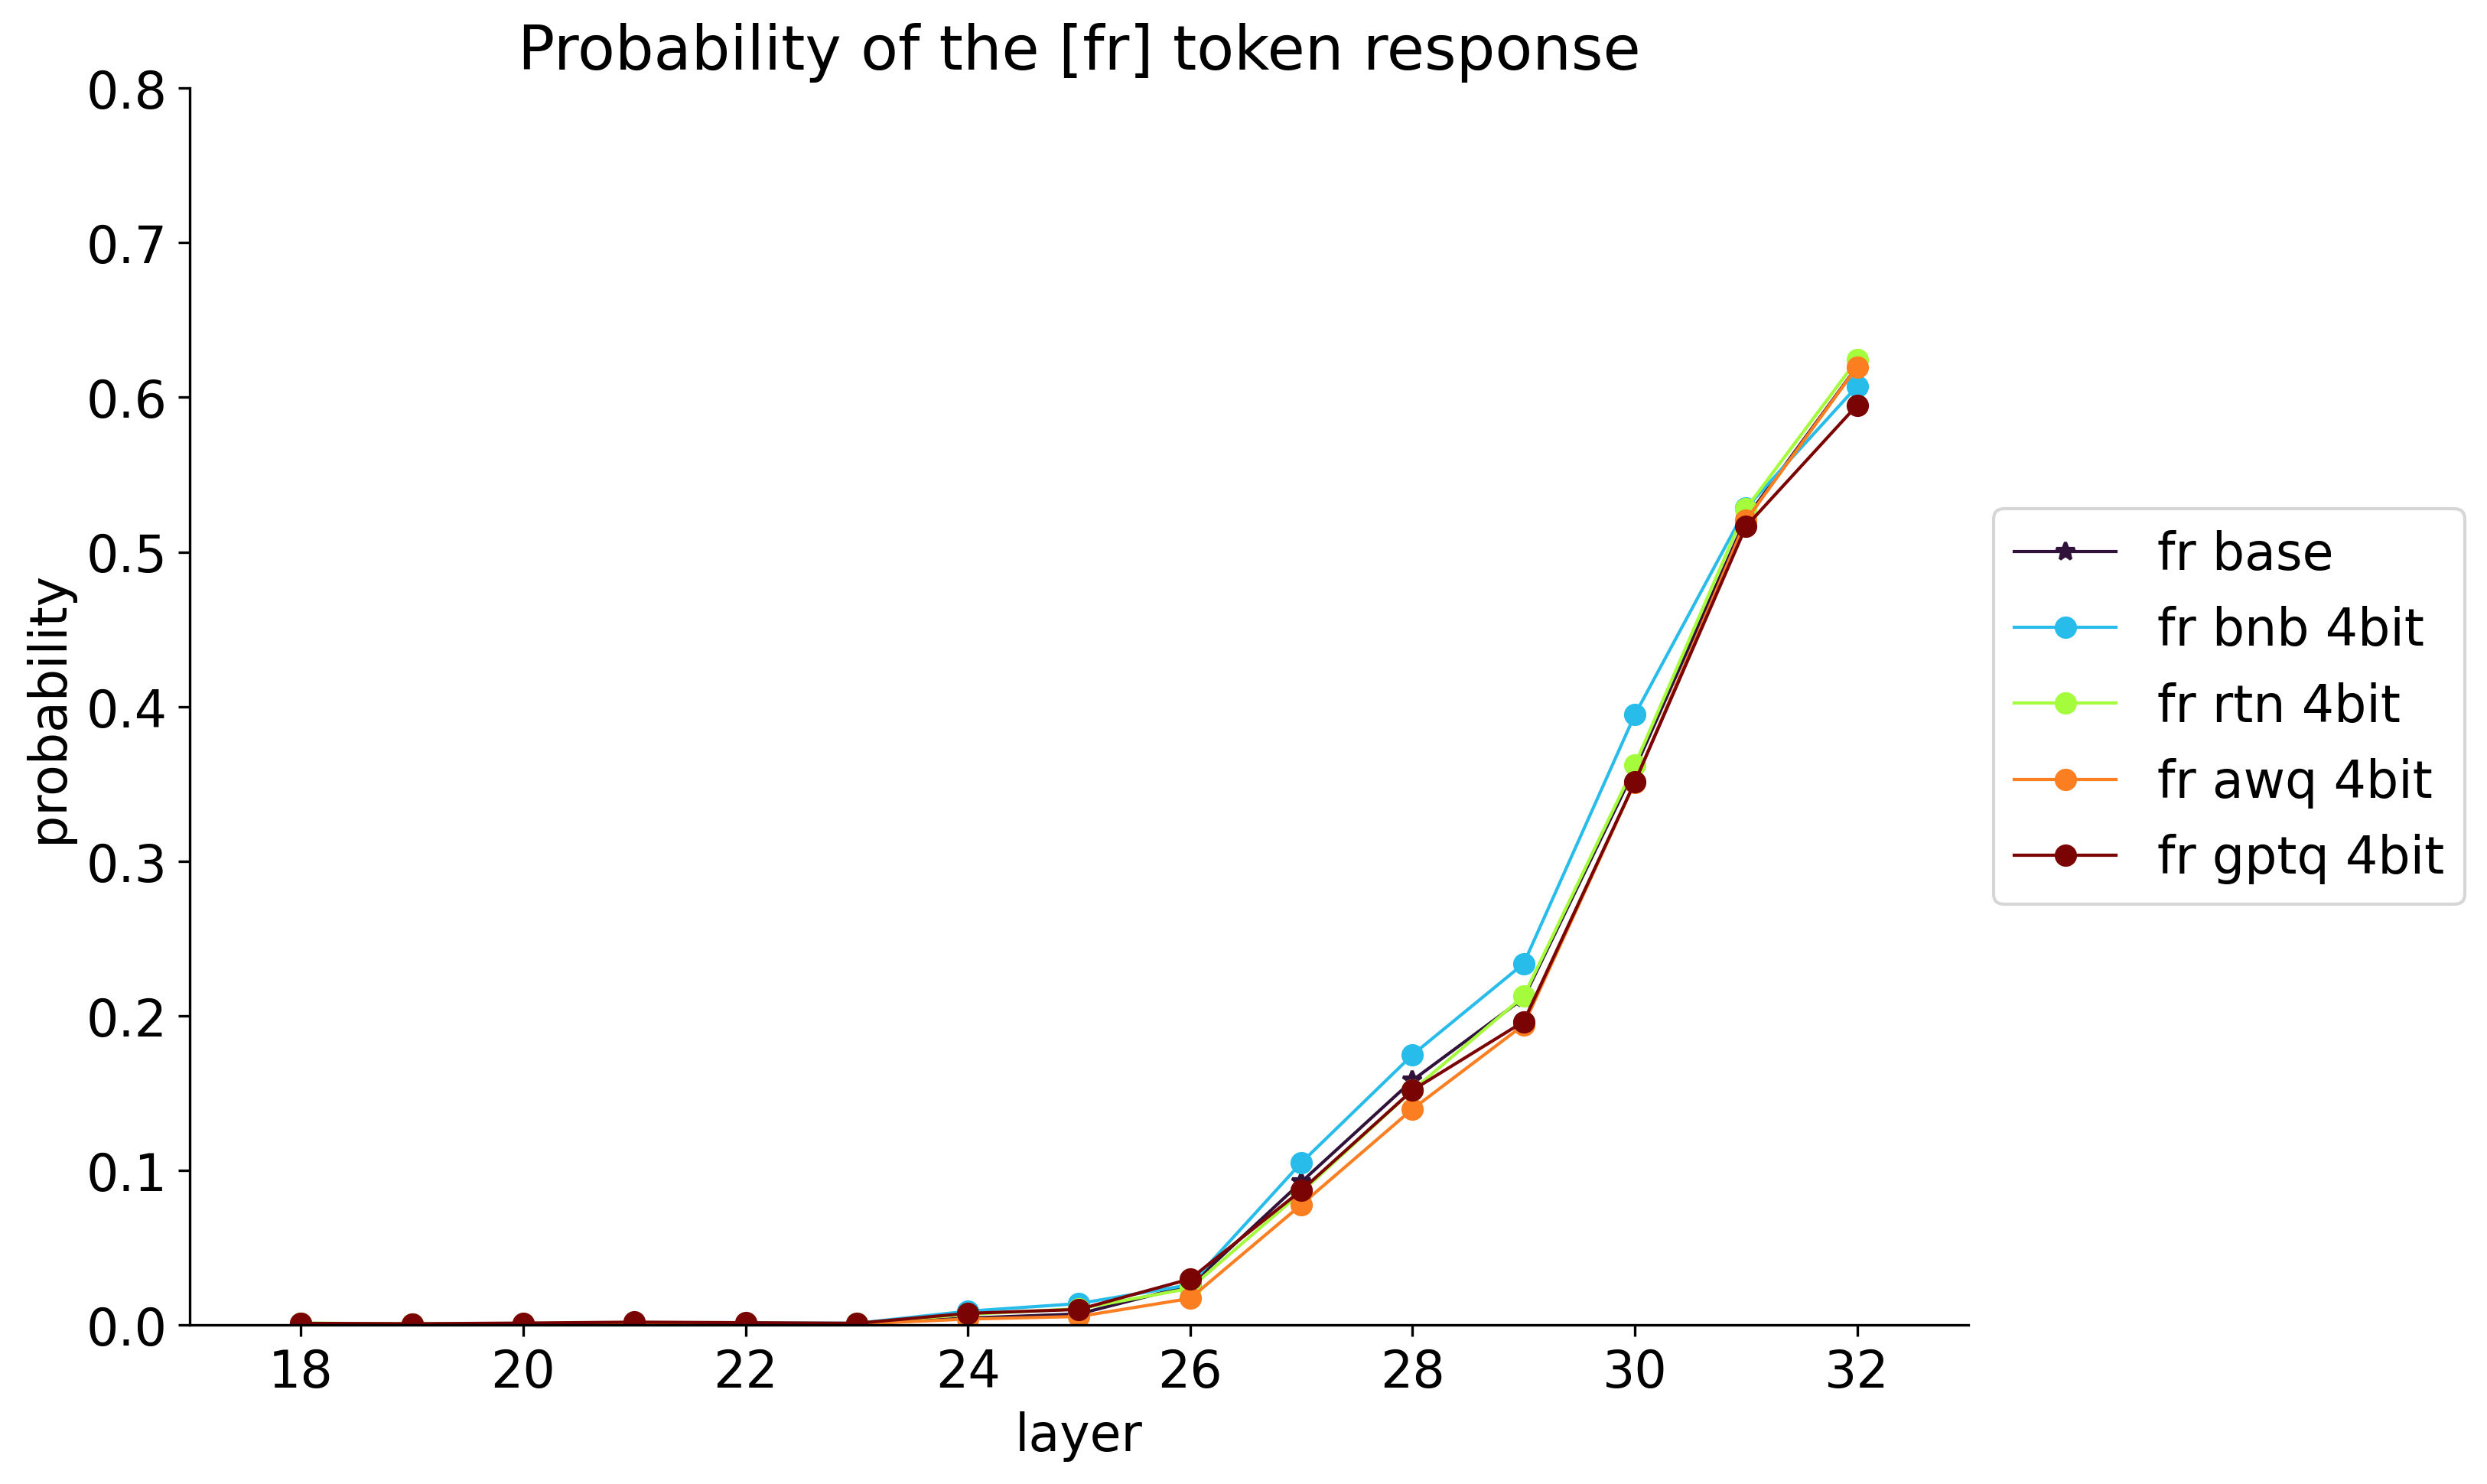 Probability of the [fr] token response
0.8
0.7
0.6
0.5
0.4
0.3
0.2
0.1
0.0
probability
18 20 22 24 26 28 30 32
layer
fr base
fr bnb 4bit
fr rtn 4bit
fr awq 4bit
fr gptq 4bit